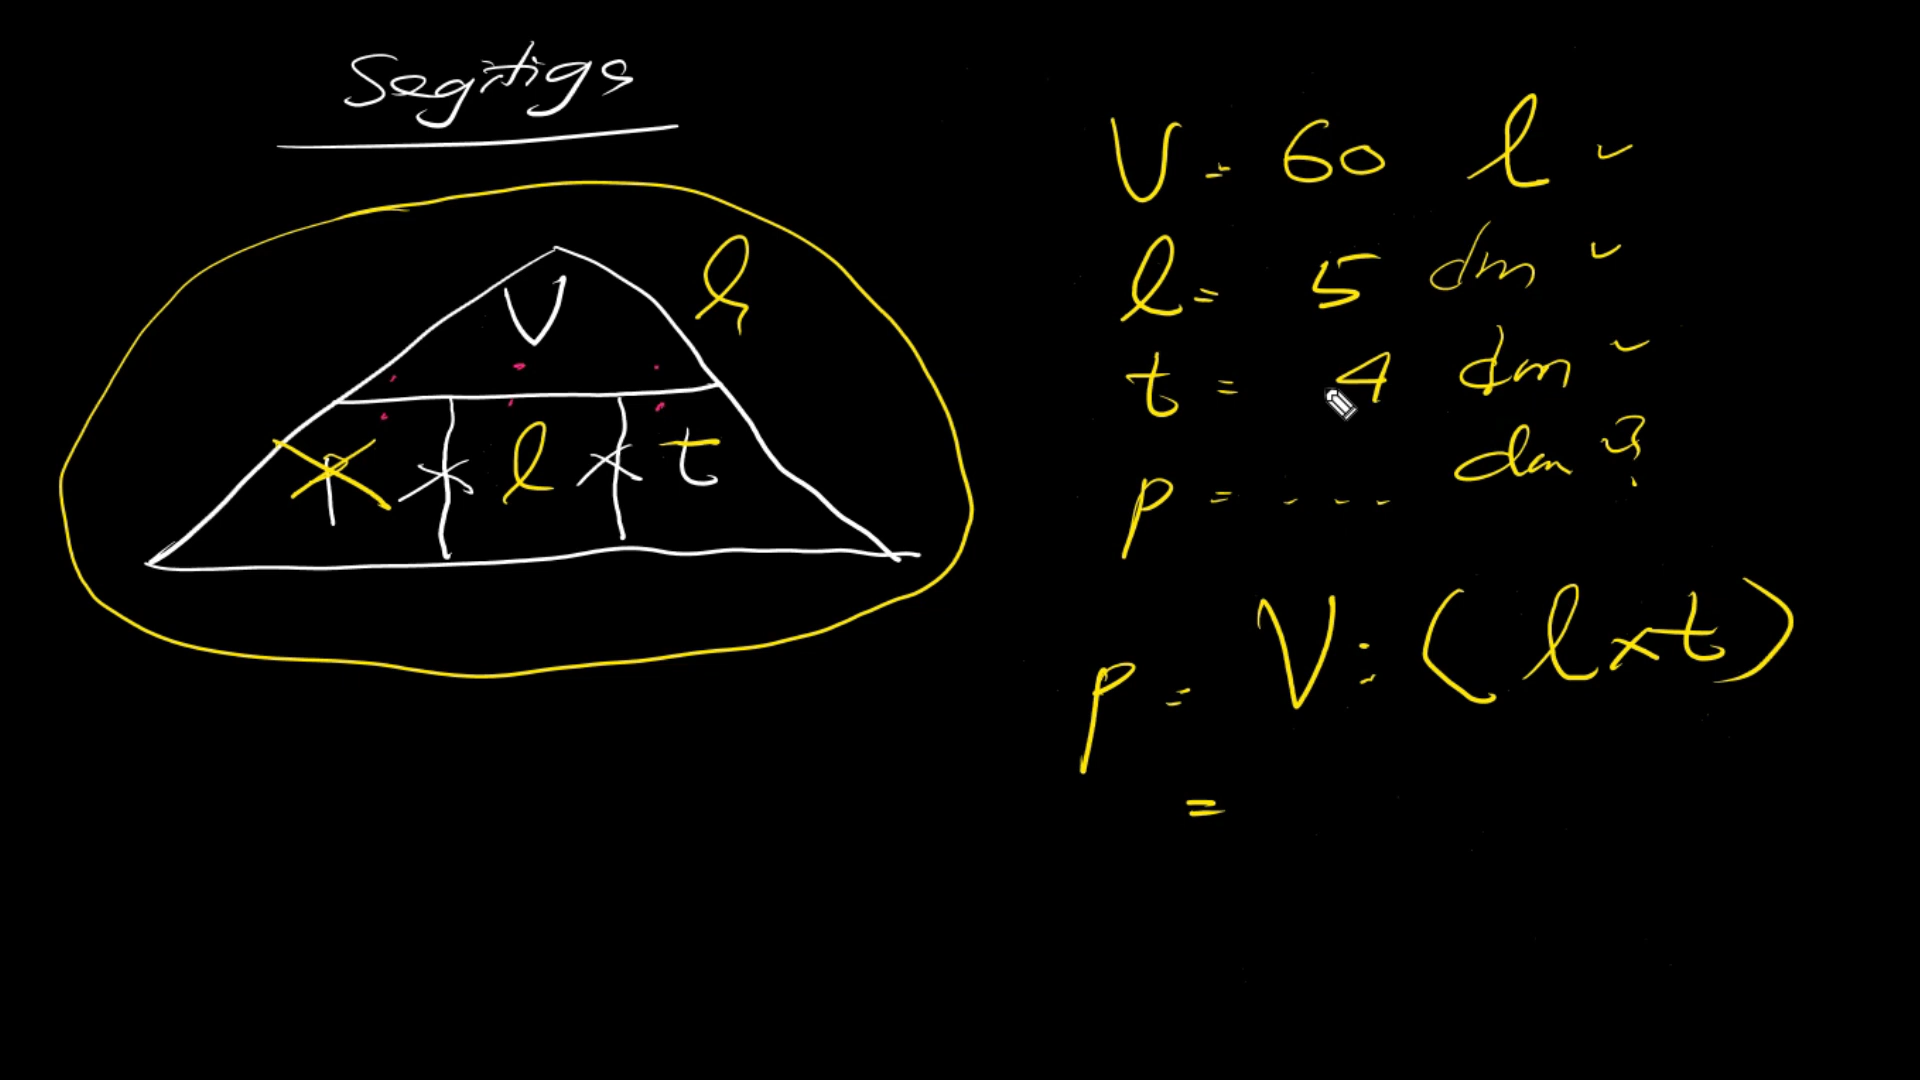 Segitiga
V
p * l * t
V = 60 l
l = 5 dm
t = 4 dm
p = ... dm ?
p = V : ( l x t )
=